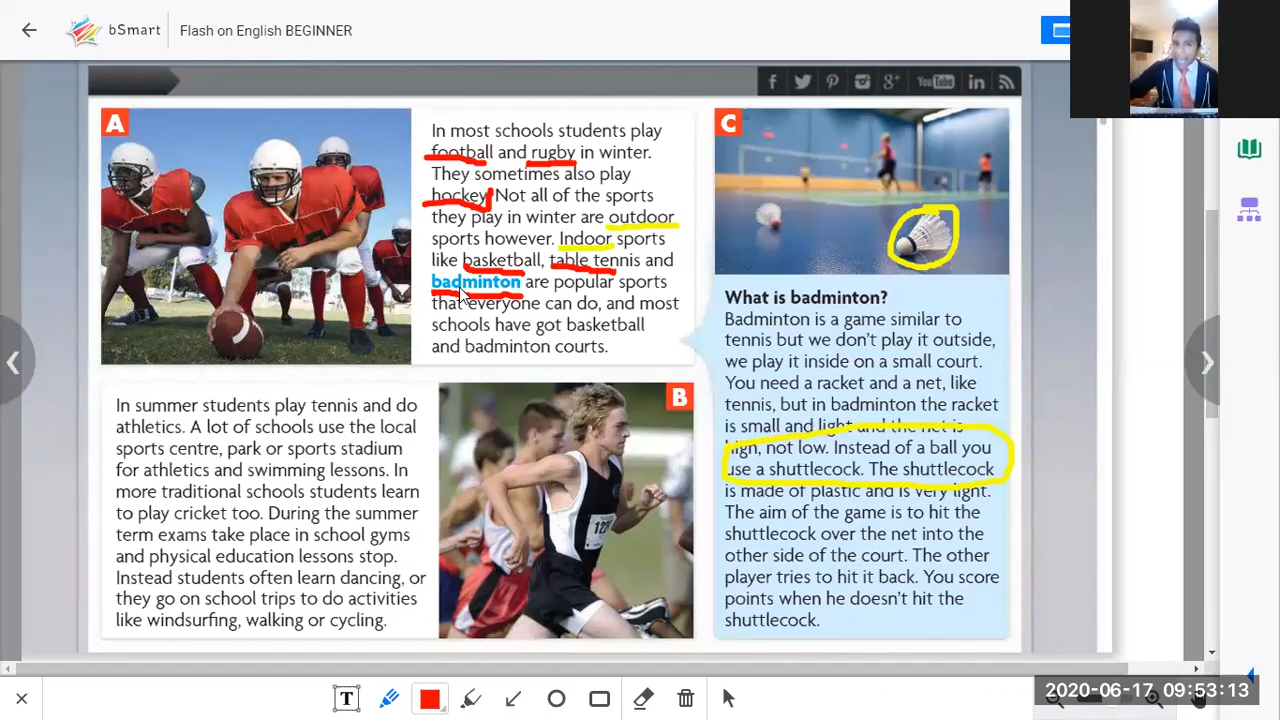 bSmart
Flash on English BEGINNER
A
In most schools students play
football and rugby in winter.
They sometimes also play
hockey. Not all of the sports
they play in winter are outdoor
sports however. Indoor sports
like basketball, table tennis and
badminton are popular sports
that everyone can do, and most
schools have got basketball
and badminton courts.
In summer students play tennis and do
athletics. A lot of schools use the local
sports centre, park or sports stadium
for athletics and swimming lessons. In
more traditional schools students learn
to play cricket too. During the summer
term exams take place in school gyms
and physical education lessons stop.
Instead students often learn dancing, or
they go on school trips to do activities
like windsurfing, walking or cycling.
B
YouTube
C
What is badminton?
Badminton is a game similar to
tennis but we don't play it outside,
we play it inside on a small court.
You need a racket and a net, like
tennis, but in badminton the racket
is small and light and the net is
high, not low. Instead of a ball you
use a shuttlecock. The shuttlecock
is made of plastic and is very light.
The aim of the game is to hit the
shuttlecock over the net into the
other side of the court. The other
player tries to hit it back. You score
points when he doesn't hit the
shuttlecock.
T
2020-06-17 09:53:13